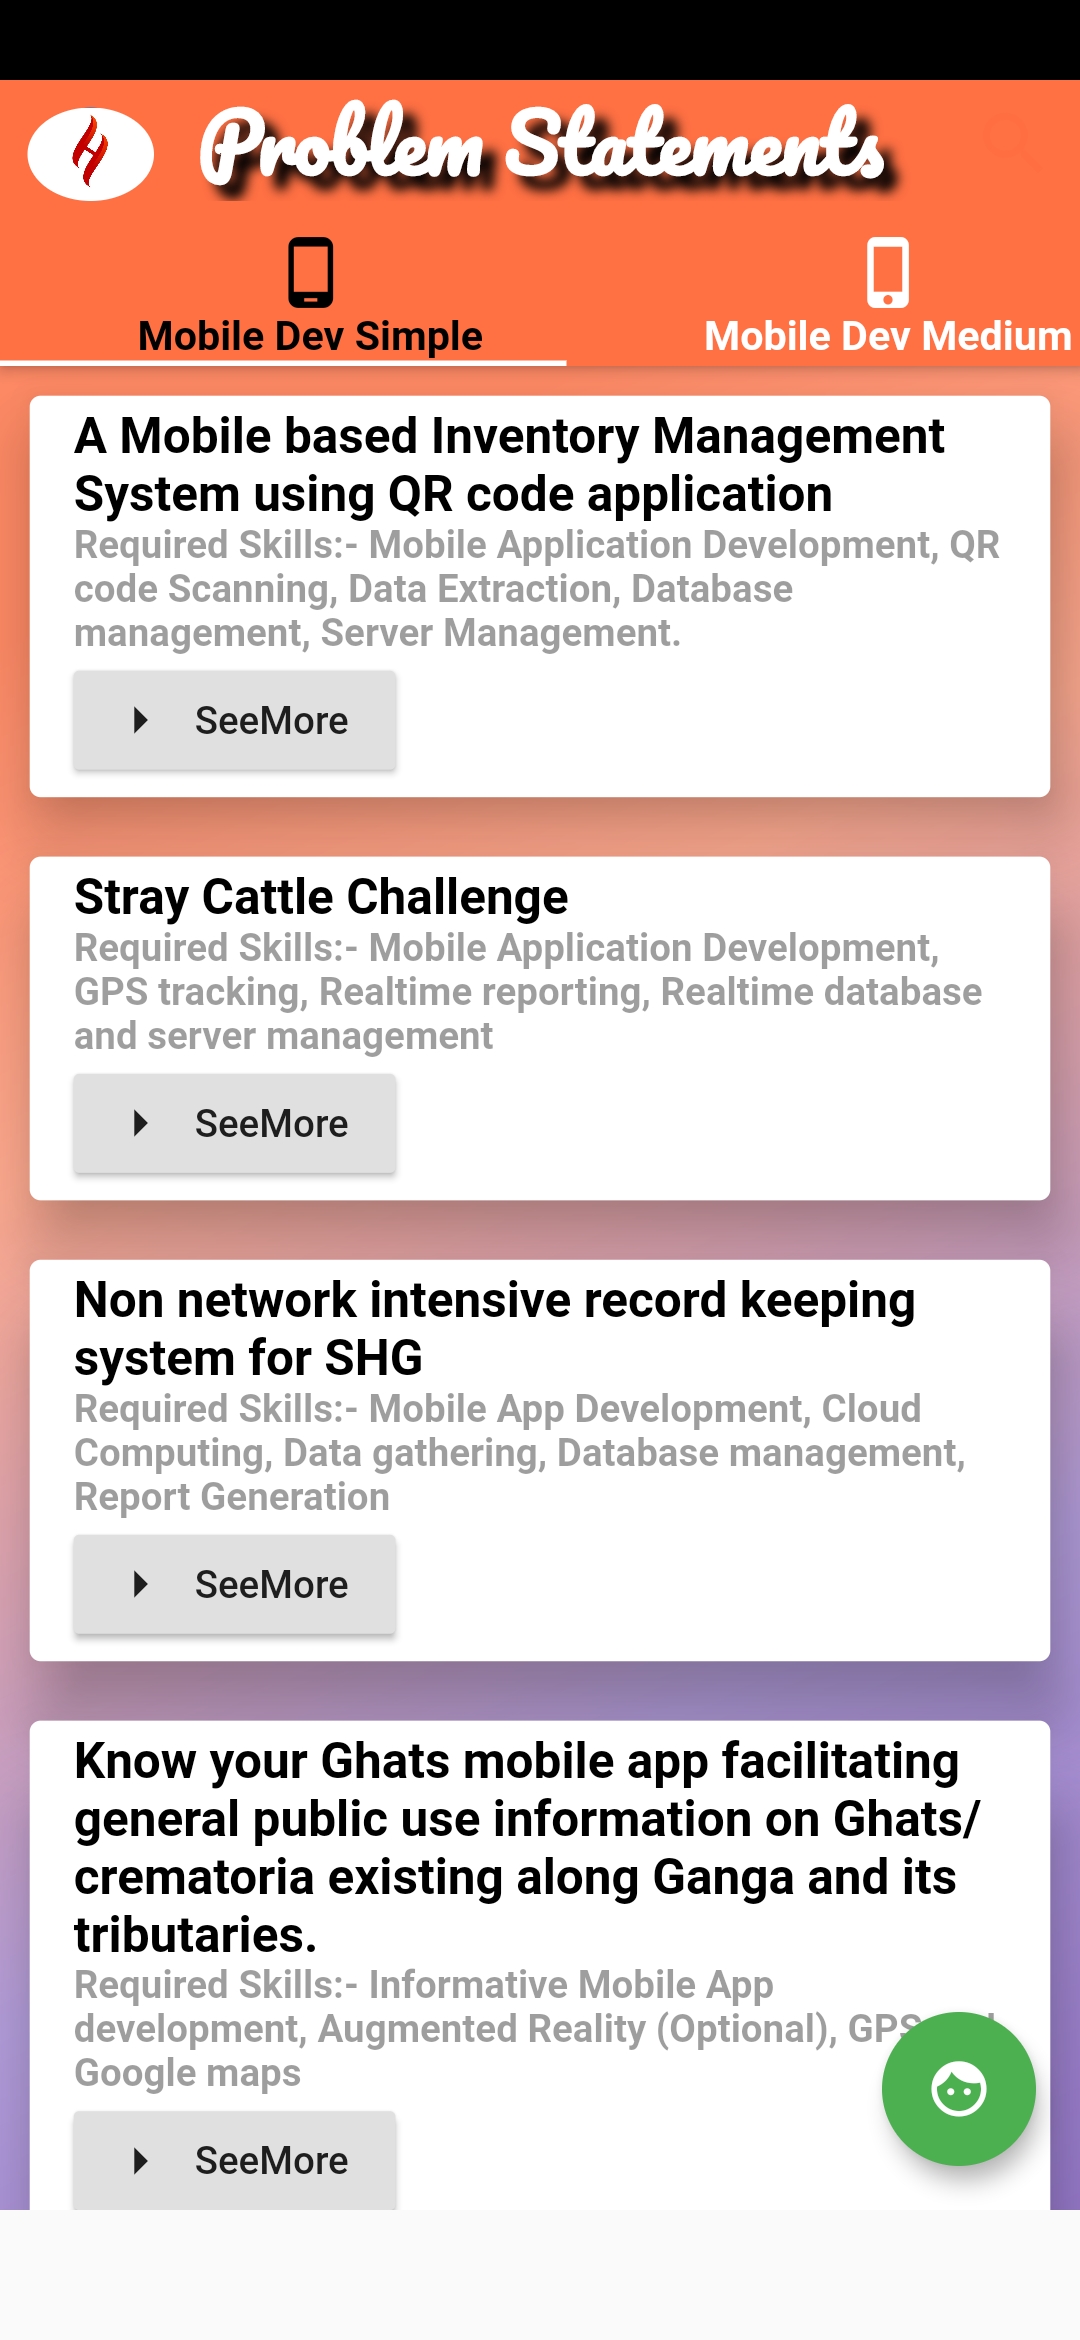 Problem Statements
Mobile Dev Simple
Mobile Dev Medium
A Mobile based Inventory Management
System using QR code application
Required Skills:- Mobile Application Development, QR
code Scanning, Data Extraction, Database
management, Server Management.
SeeMore
Stray Cattle Challenge
Required Skills:- Mobile Application Development,
GPS tracking, Realtime reporting, Realtime database
and server management
SeeMore
Non network intensive record keeping
system for SHG
Required Skills:- Mobile App Development, Cloud
Computing, Data gathering, Database management,
Report Generation
SeeMore
Know your Ghats mobile app facilitating
general public use information on Ghats/
crematoria existing along Ganga and its
tributaries.
Required Skills:- Informative Mobile App
development, Augmented Reality (Optional), GPS
Google maps
SeeMore